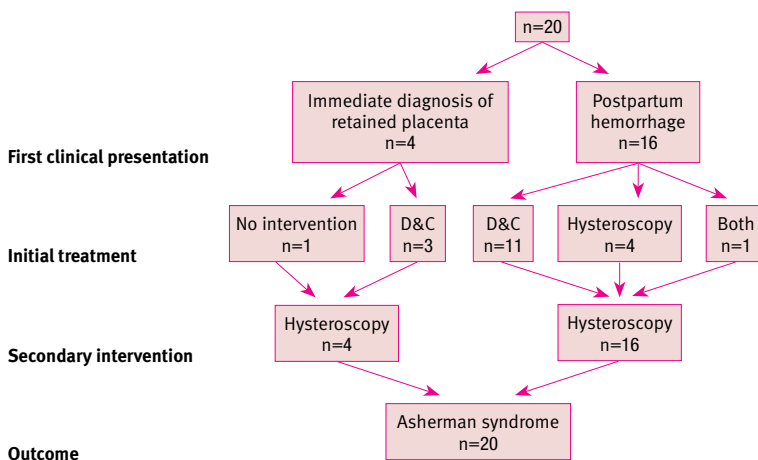 n=20
Immediate diagnosis of
retained placenta
n=4
Postpartum
hemorrhage
n=16
First clinical presentation
No intervention
n=1
D&C
n=3
D&C
n=11
Hysteroscopy
n=4
Both
n=1
Initial treatment
Hysteroscopy
n=4
Hysteroscopy
n=16
Secondary intervention
Asherman syndrome
n=20
Outcome